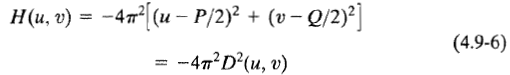 H(u, v) = −4π²[(u − P/2)² + (v − Q/2)²]
= −4π²D²(u, v)
(4.9-6)